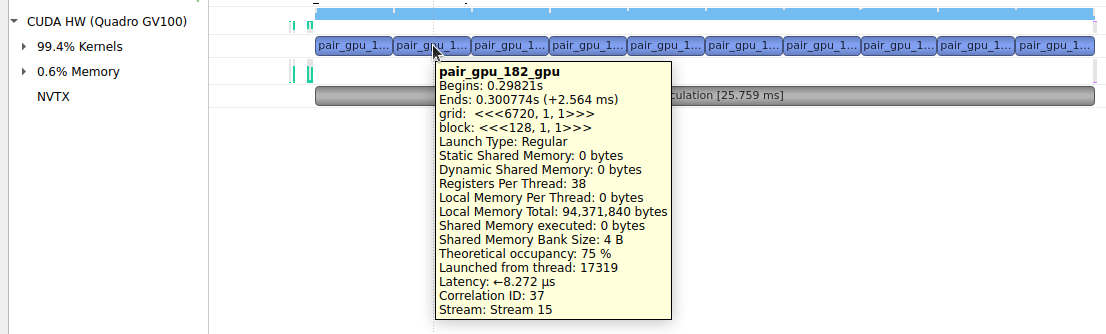 CUDA HW (Quadro GV100)
99.4% Kernels
pair_gpu_1... pair_gpu_1... pair_gpu_1... pair_gpu_1... pair_gpu_1... pair_gpu_1... pair_gpu_1... pair_gpu_1... pair_gpu_1... pair_gpu_1...
0.6% Memory
NVTX
culation [25.759 ms]
pair_gpu_182_gpu
Begins: 0.29821s
Ends: 0.300774s (+2.564 ms)
grid: <<<6720, 1, 1>>>
block: <<<128, 1, 1>>>
Launch Type: Regular
Static Shared Memory: 0 bytes
Dynamic Shared Memory: 0 bytes
Registers Per Thread: 38
Local Memory Per Thread: 0 bytes
Local Memory Total: 94,371,840 bytes
Shared Memory executed: 0 bytes
Shared Memory Bank Size: 4 B
Theoretical occupancy: 75 %
Launched from thread: 17319
Latency: ←8.272 μs
Correlation ID: 37
Stream: Stream 15